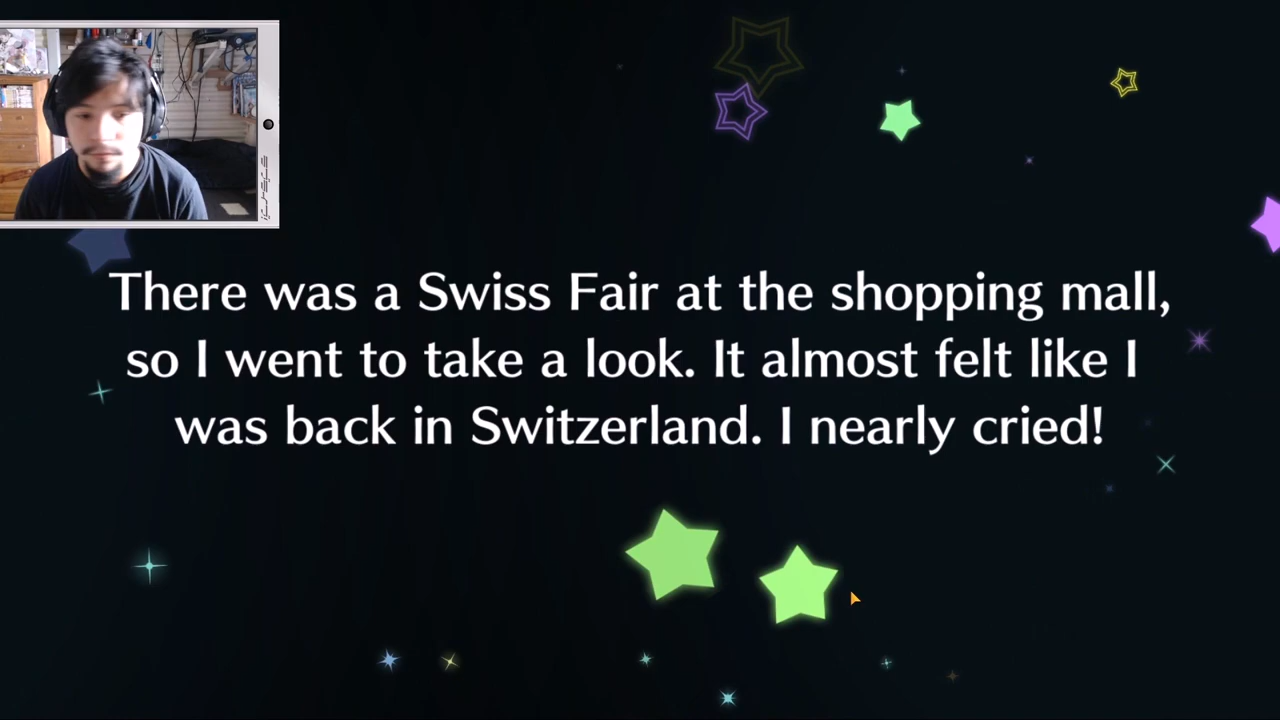 There was a Swiss Fair at the shopping mall,
so I went to take a look. It almost felt like I
was back in Switzerland. I nearly cried!